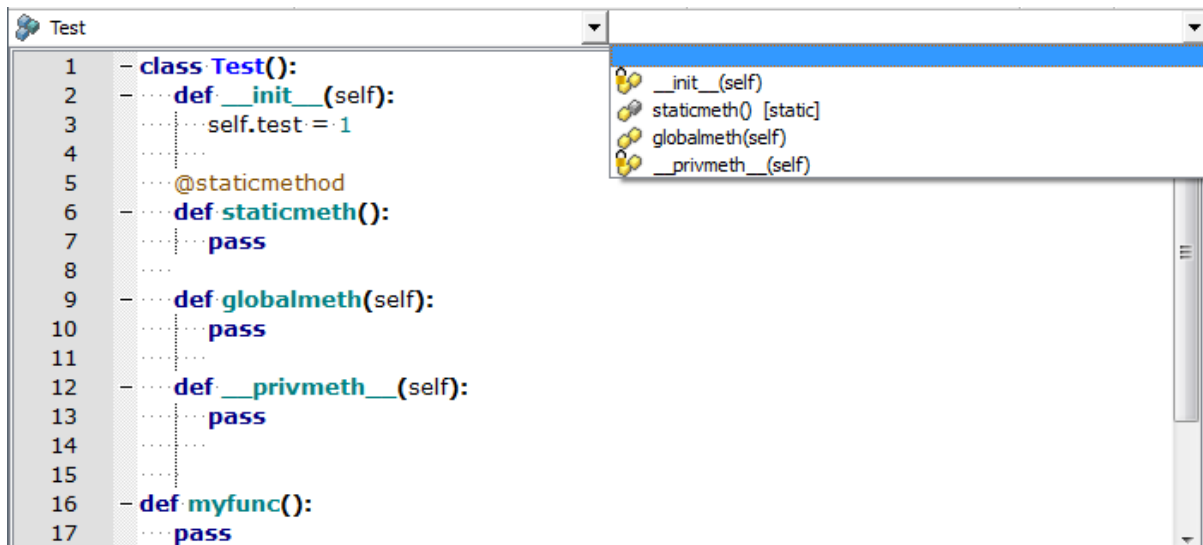 Test
__init__(self)
staticmeth() [static]
globalmeth(self)
__privmeth__(self)
1 class Test():
2     def __init__(self):
3         self.test = 1
4
5     @staticmethod
6     def staticmeth():
7         pass
8
9     def globalmeth(self):
10         pass
11
12     def __privmeth__(self):
13         pass
14
15
16 def myfunc():
17     pass